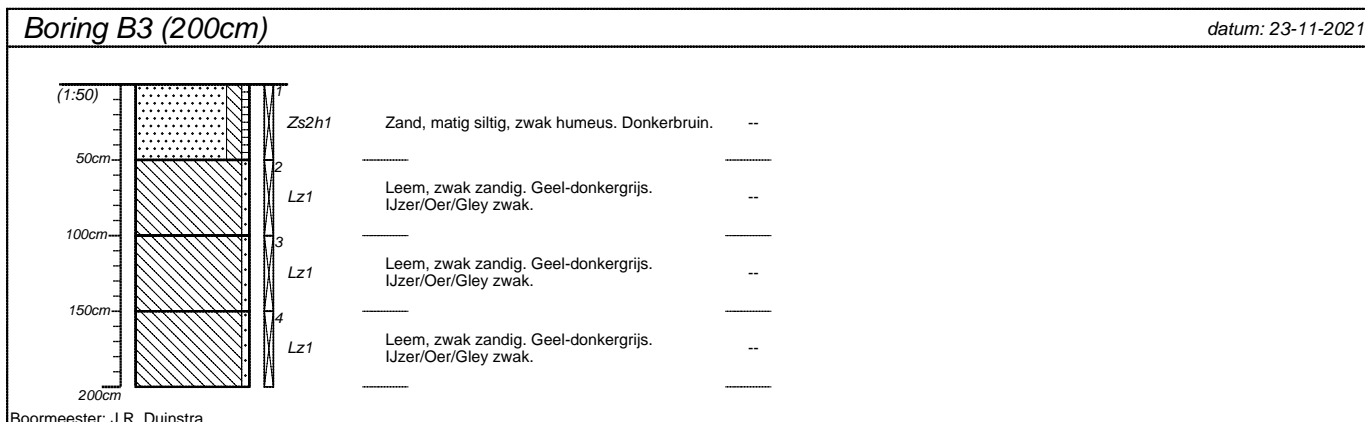 Boring B3 (200cm)
datum: 23-11-2021
(1:50)
1
Zs2h1
Zand, matig siltig, zwak humeus. Donkerbruin.
--
50cm
2
Lz1
Leem, zwak zandig. Geel-donkergrijs.
IJzer/Oer/Gley zwak.
--
100cm
3
Lz1
Leem, zwak zandig. Geel-donkergrijs.
IJzer/Oer/Gley zwak.
--
150cm
4
Lz1
Leem, zwak zandig. Geel-donkergrijs.
IJzer/Oer/Gley zwak.
--
200cm
Boormeester: J.R. Duinstra